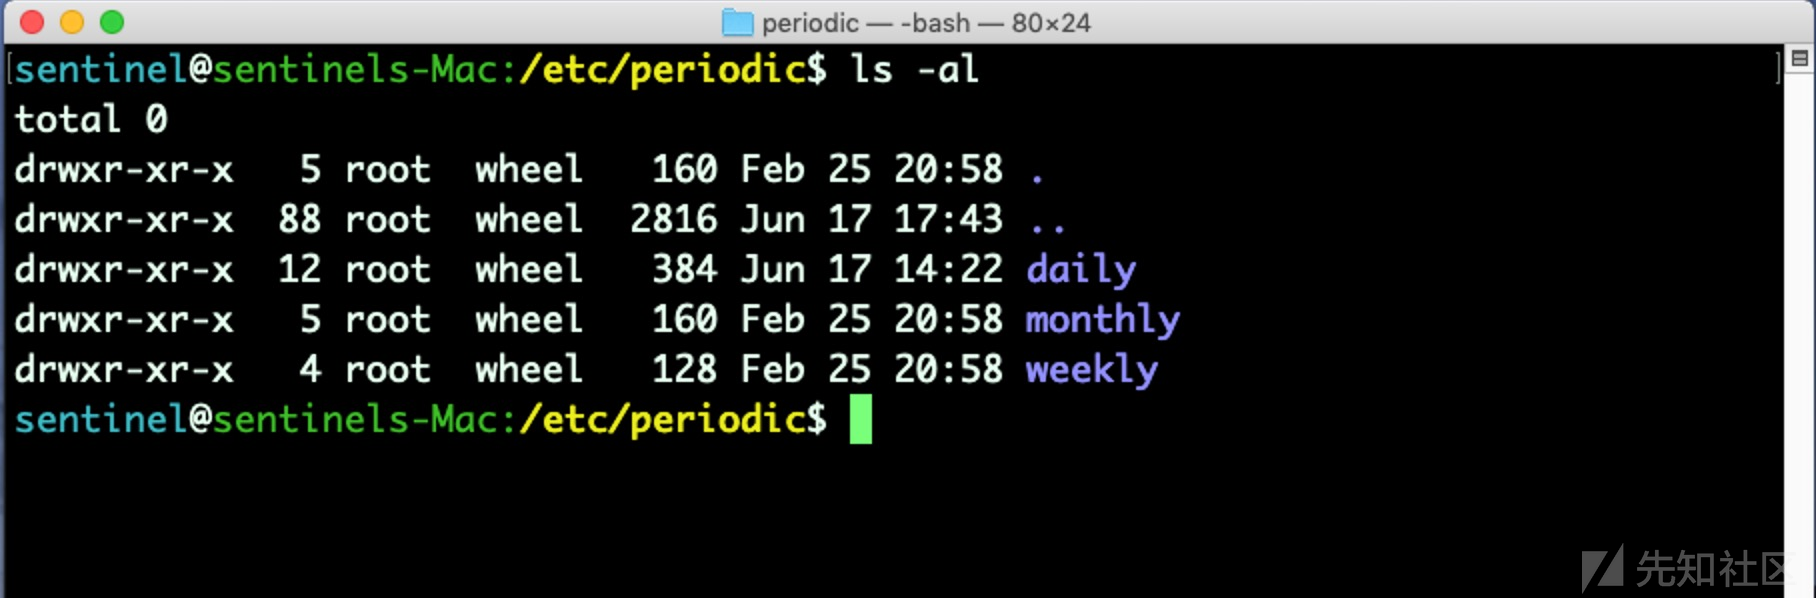 periodic — -bash — 80×24
sentinel@sentinels-Mac:/etc/periodic$ ls -al
total 0
drwxr-xr-x   5 root  wheel   160 Feb 25 20:58 .
drwxr-xr-x  88 root  wheel  2816 Jun 17 17:43 ..
drwxr-xr-x  12 root  wheel   384 Jun 17 14:22 daily
drwxr-xr-x   5 root  wheel   160 Feb 25 20:58 monthly
drwxr-xr-x   4 root  wheel   128 Feb 25 20:58 weekly
sentinel@sentinels-Mac:/etc/periodic$
先知社区